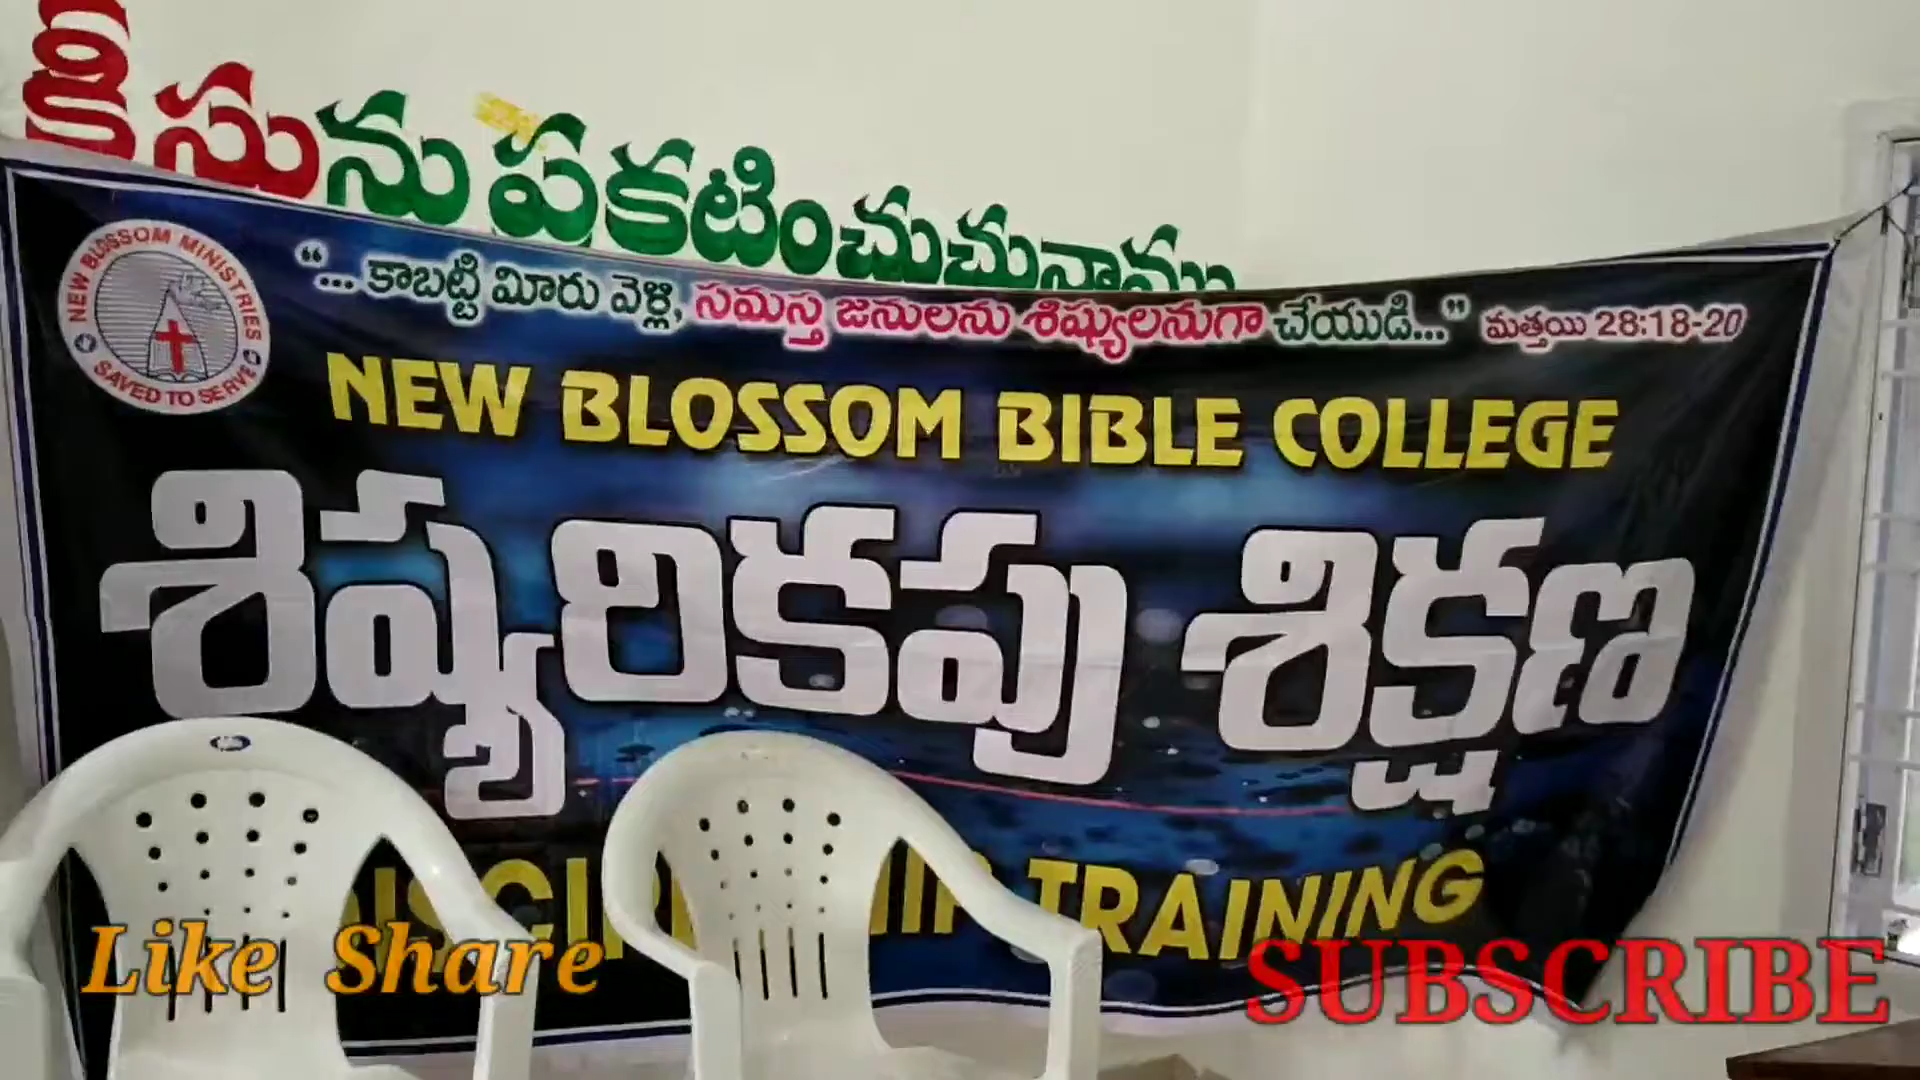 క్రీసును ప్రకటించుచున్నాము
NEW BLOSSOM MINISTRIES
SAVED TO SERVE
“... కాబట్టి మీరు వెళ్లి, సమస్త జనులను శిష్యులనుగా చేయుడి...” మత్తయి 28:18-20
NEW BLOSSOM BIBLE COLLEGE
శిష్యరికపు శిక్షణ
DISCIPLESHIP TRAINING
Like Share
SUBSCRIBE